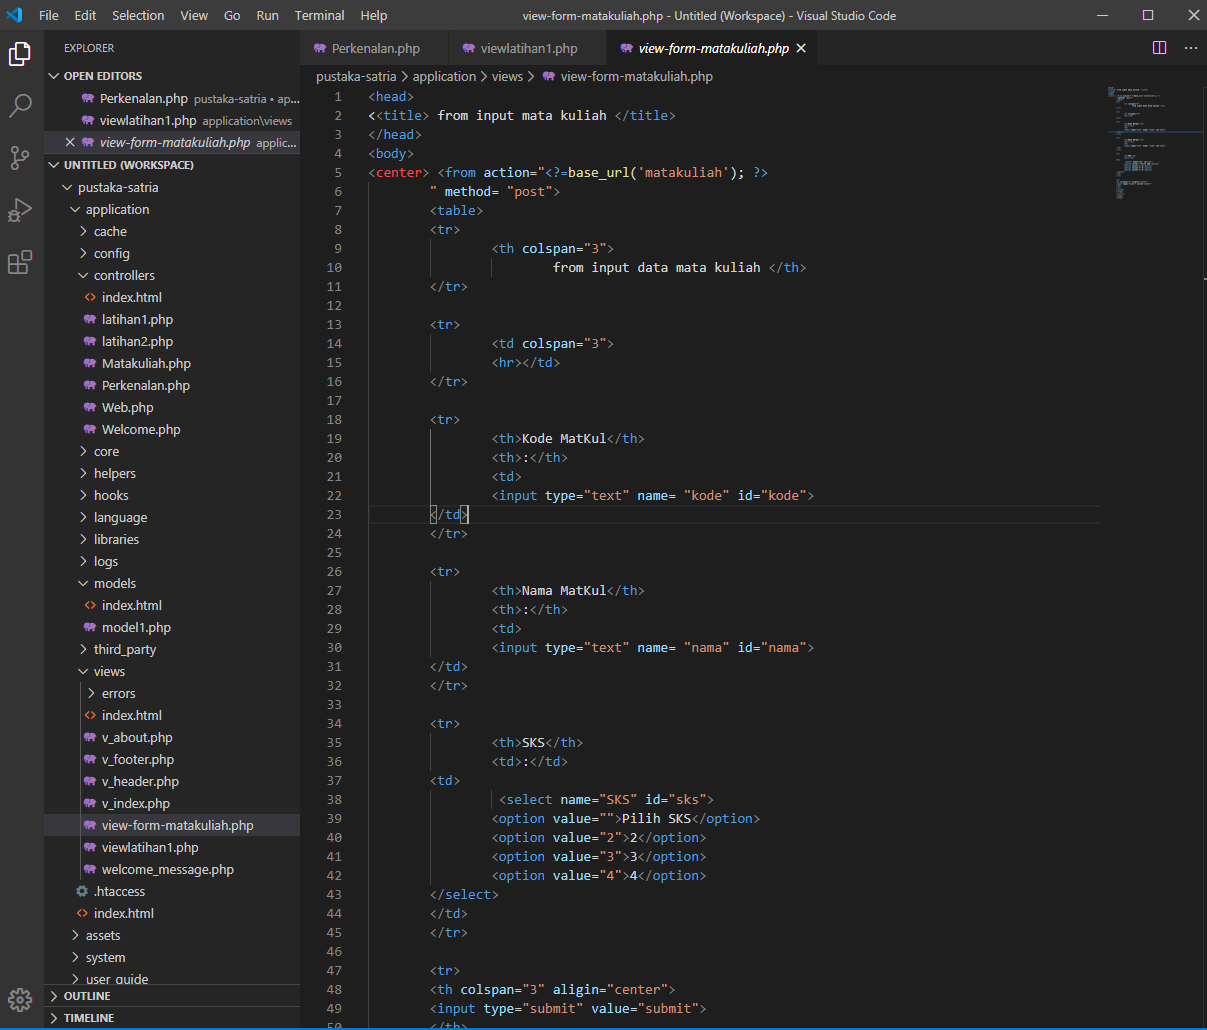 File Edit Selection View Go Run Terminal Help view-form-matakuliah.php - Untitled (Workspace) - Visual Studio Code
EXPLORER
OPEN EDITORS
Perkenalan.php pustaka-satria • ap...
viewlatihan1.php application\views
view-form-matakuliah.php applic...
UNTITLED (WORKSPACE)
pustaka-satria
application
cache
config
controllers
index.html
latihan1.php
latihan2.php
Matakuliah.php
Perkenalan.php
Web.php
Welcome.php
core
helpers
hooks
language
libraries
logs
models
index.html
model1.php
third_party
views
errors
index.html
v_about.php
v_footer.php
v_header.php
v_index.php
view-form-matakuliah.php
viewlatihan1.php
welcome_message.php
.htaccess
index.html
assets
system
user_guide
OUTLINE
TIMELINE
Perkenalan.php viewlatihan1.php view-form-matakuliah.php
pustaka-satria > application > views > view-form-matakuliah.php
1 <head>
2 <<title> from input mata kuliah </title>
3 </head>
4 <body>
5 <center> <from action="<?=base_url('matakuliah'); ?>
6 " method= "post">
7 <table>
8 <tr>
9 <th colspan="3">
10 from input data mata kuliah </th>
11 </tr>
12
13 <tr>
14 <td colspan="3">
15 <hr></td>
16 </tr>
17
18 <tr>
19 <th>Kode MatKul</th>
20 <th>:</th>
21 <td>
22 <input type="text" name= "kode" id="kode">
23 </td>
24 </tr>
25
26 <tr>
27 <th>Nama MatKul</th>
28 <th>:</th>
29 <td>
30 <input type="text" name= "nama" id="nama">
31 </td>
32 </tr>
33
34 <tr>
35 <th>SKS</th>
36 <td>:</td>
37 <td>
38 <select name="SKS" id="sks">
39 <option value="">Pilih SKS</option>
40 <option value="2">2</option>
41 <option value="3">3</option>
42 <option value="4">4</option>
43 </select>
44 </td>
45 </tr>
46
47 <tr>
48 <th colspan="3" aligin="center">
49 <input type="submit" value="submit">
50 </th>